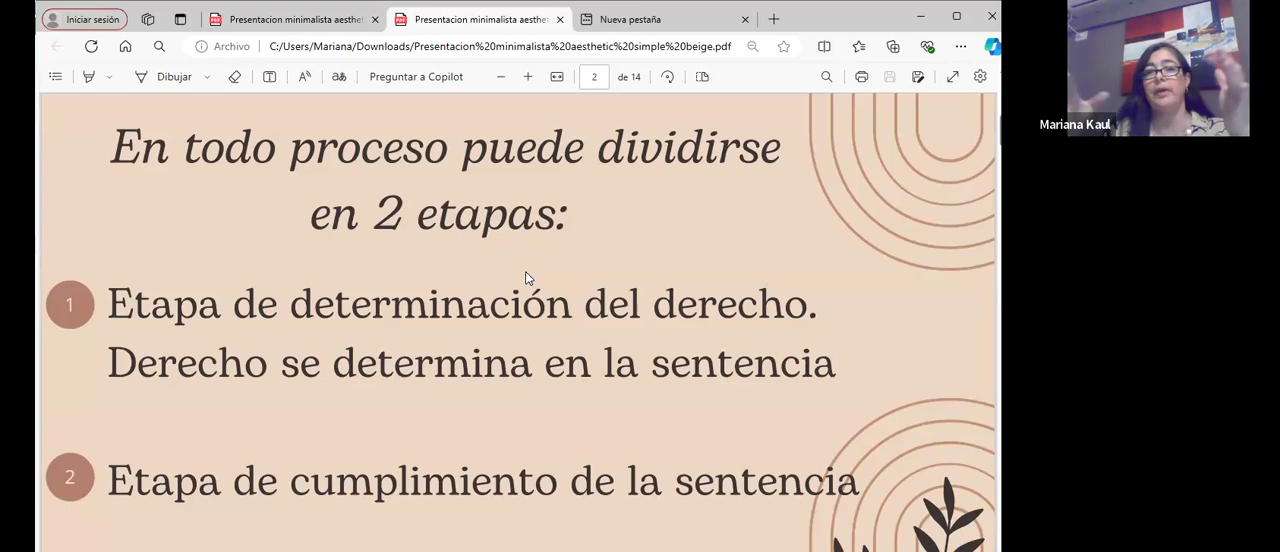 Iniciar sesión
Presentacion minimalista aesthet
Presentacion minimalista aesthet
Nueva pestaña
Archivo
C:/Users/Mariana/Downloads/Presentacion%20minimalista%20aesthetic%20simple%20beige.pdf
Dibujar
Preguntar a Copilot
2
de 14
En todo proceso puede dividirse
en 2 etapas:
1
Etapa de determinación del derecho.
Derecho se determina en la sentencia
2
Etapa de cumplimiento de la sentencia
Mariana Kaul